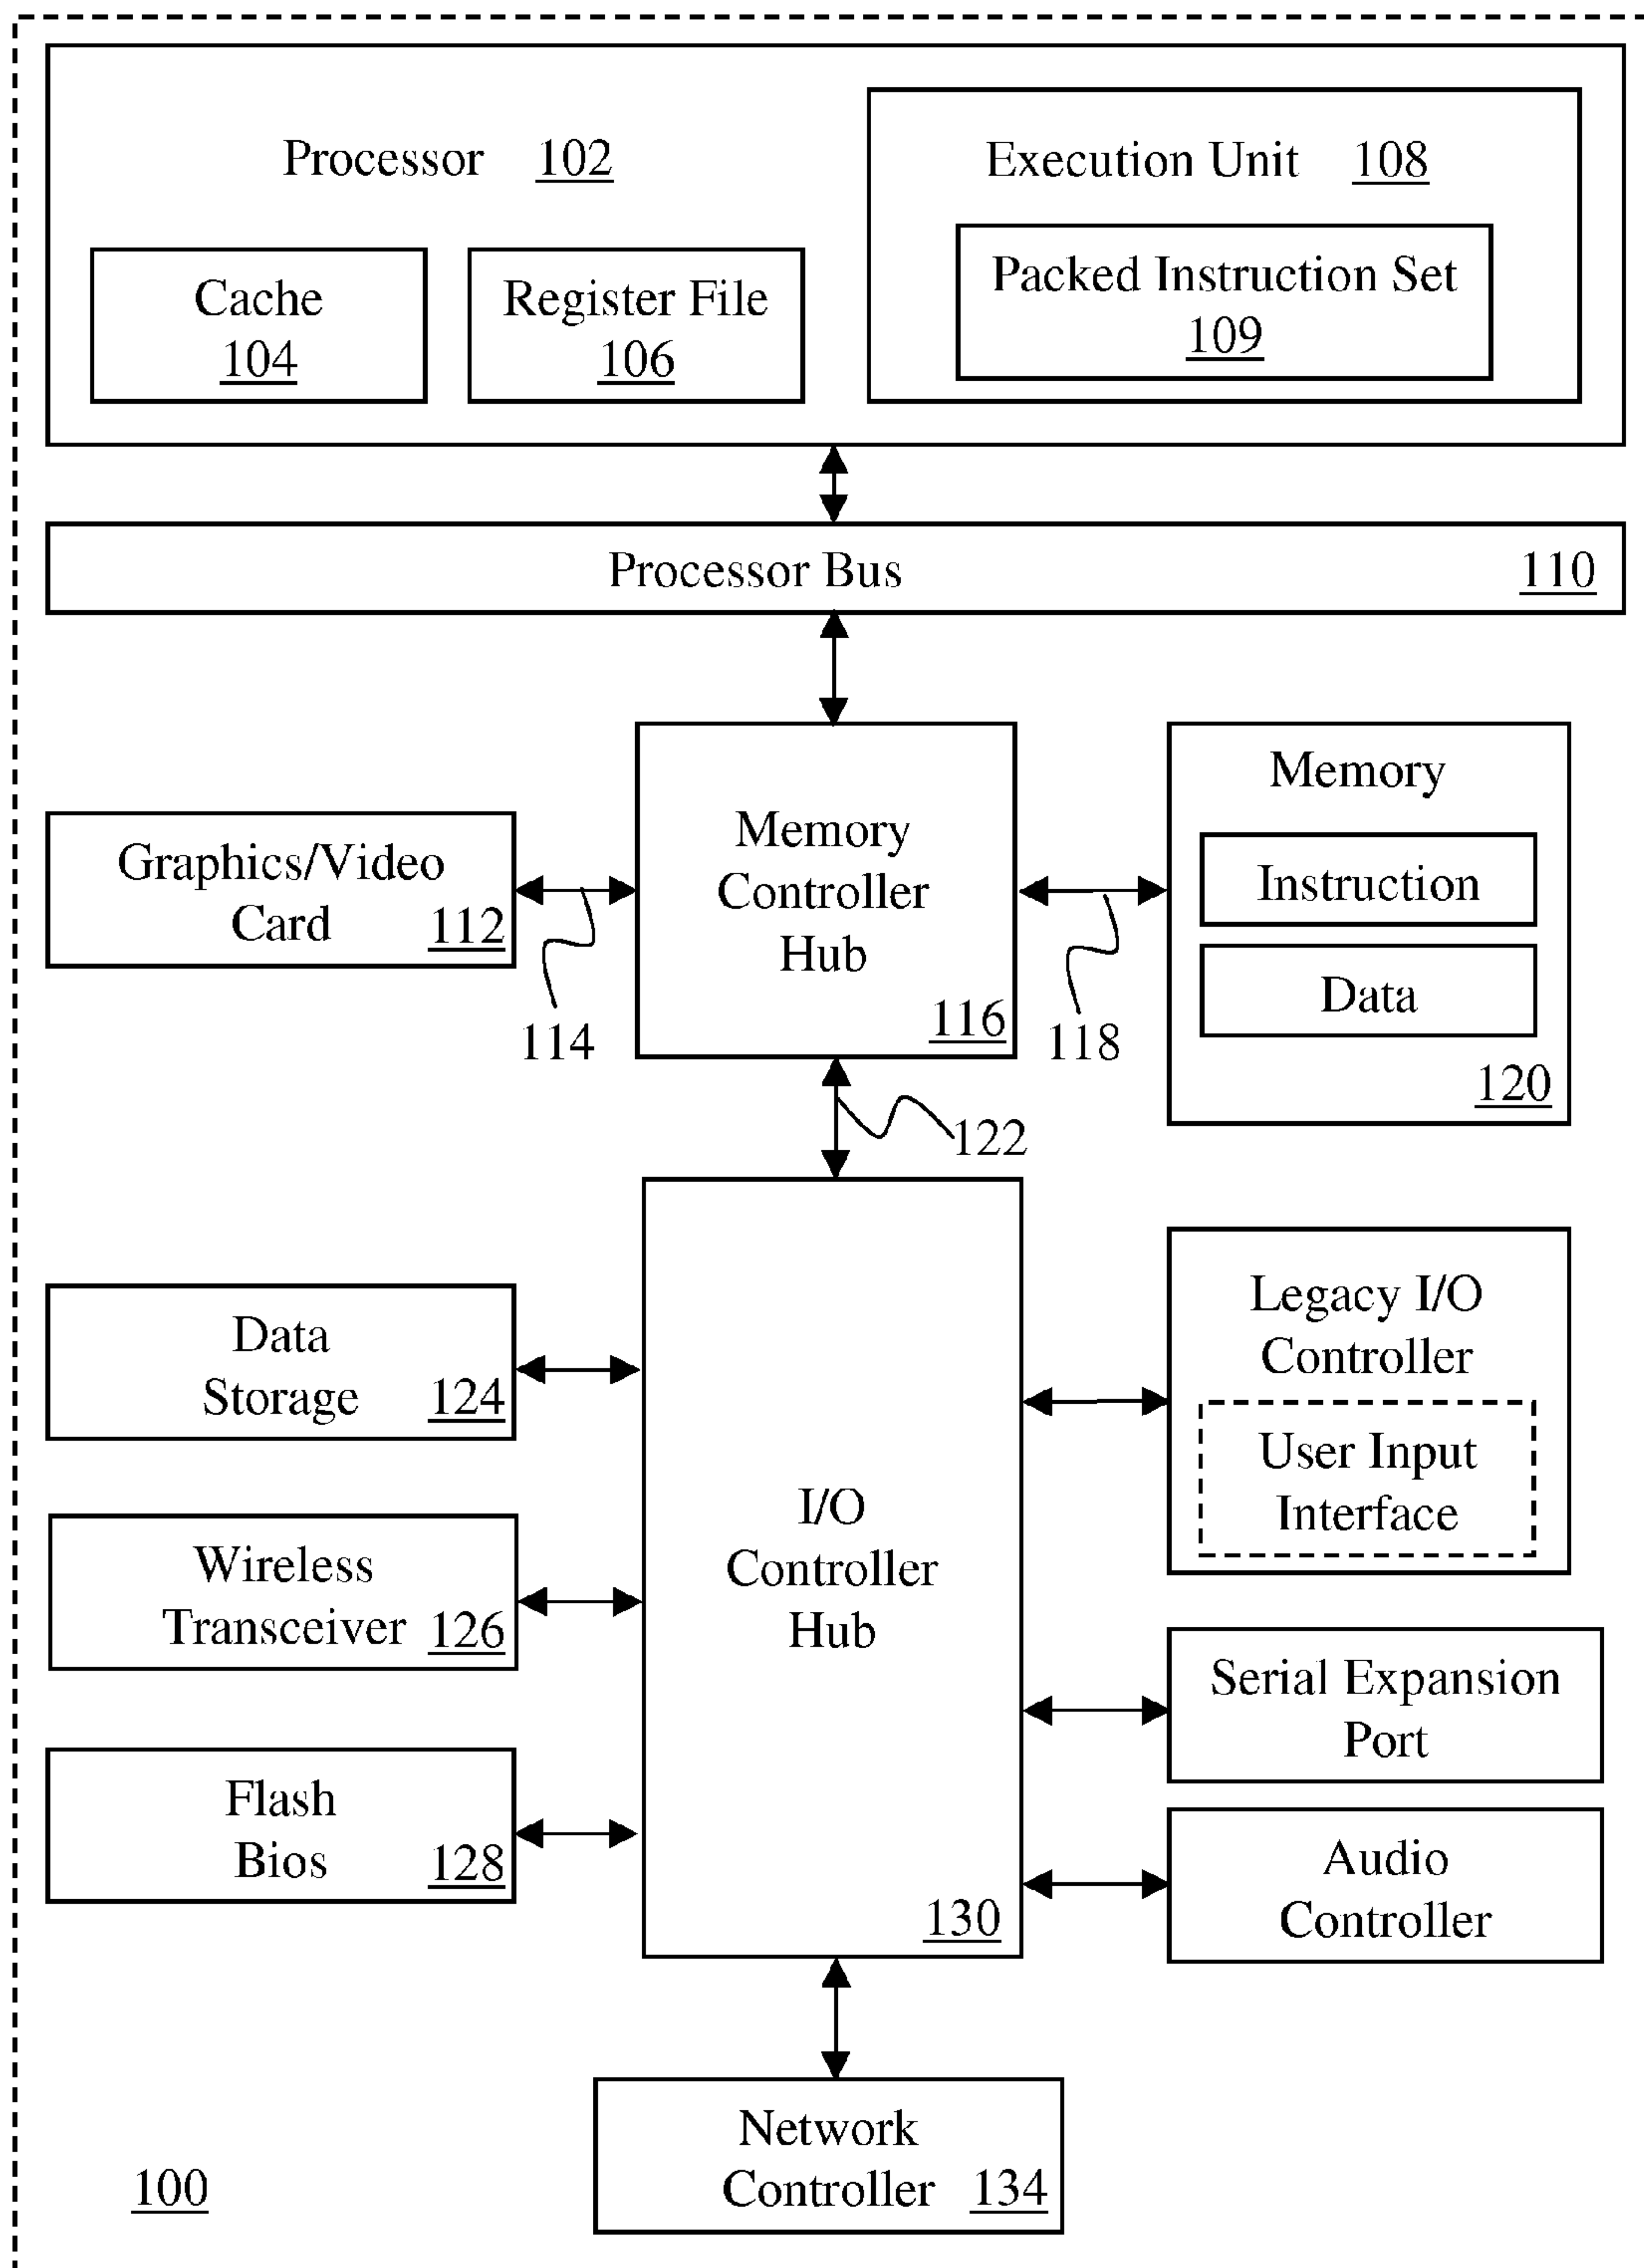 Processor 102
Execution Unit 108
Cache
104
Register File
106
Packed Instruction Set
109
Processor Bus 110
Graphics/Video
Card 112
114
Memory
Controller
Hub
116
118
Memory
Instruction
Data
120
122
Data
Storage 124
Wireless
Transceiver 126
Flash
Bios 128
I/O
Controller
Hub
130
Legacy I/O
Controller
User Input
Interface
Serial Expansion
Port
Audio
Controller
Network
Controller 134
100